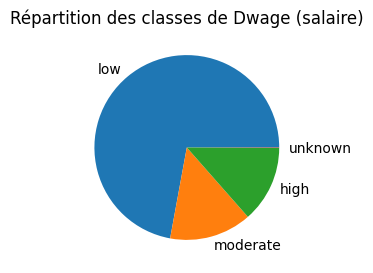 Répartition des classes de Dwage (salaire)
low
unknown
high
moderate